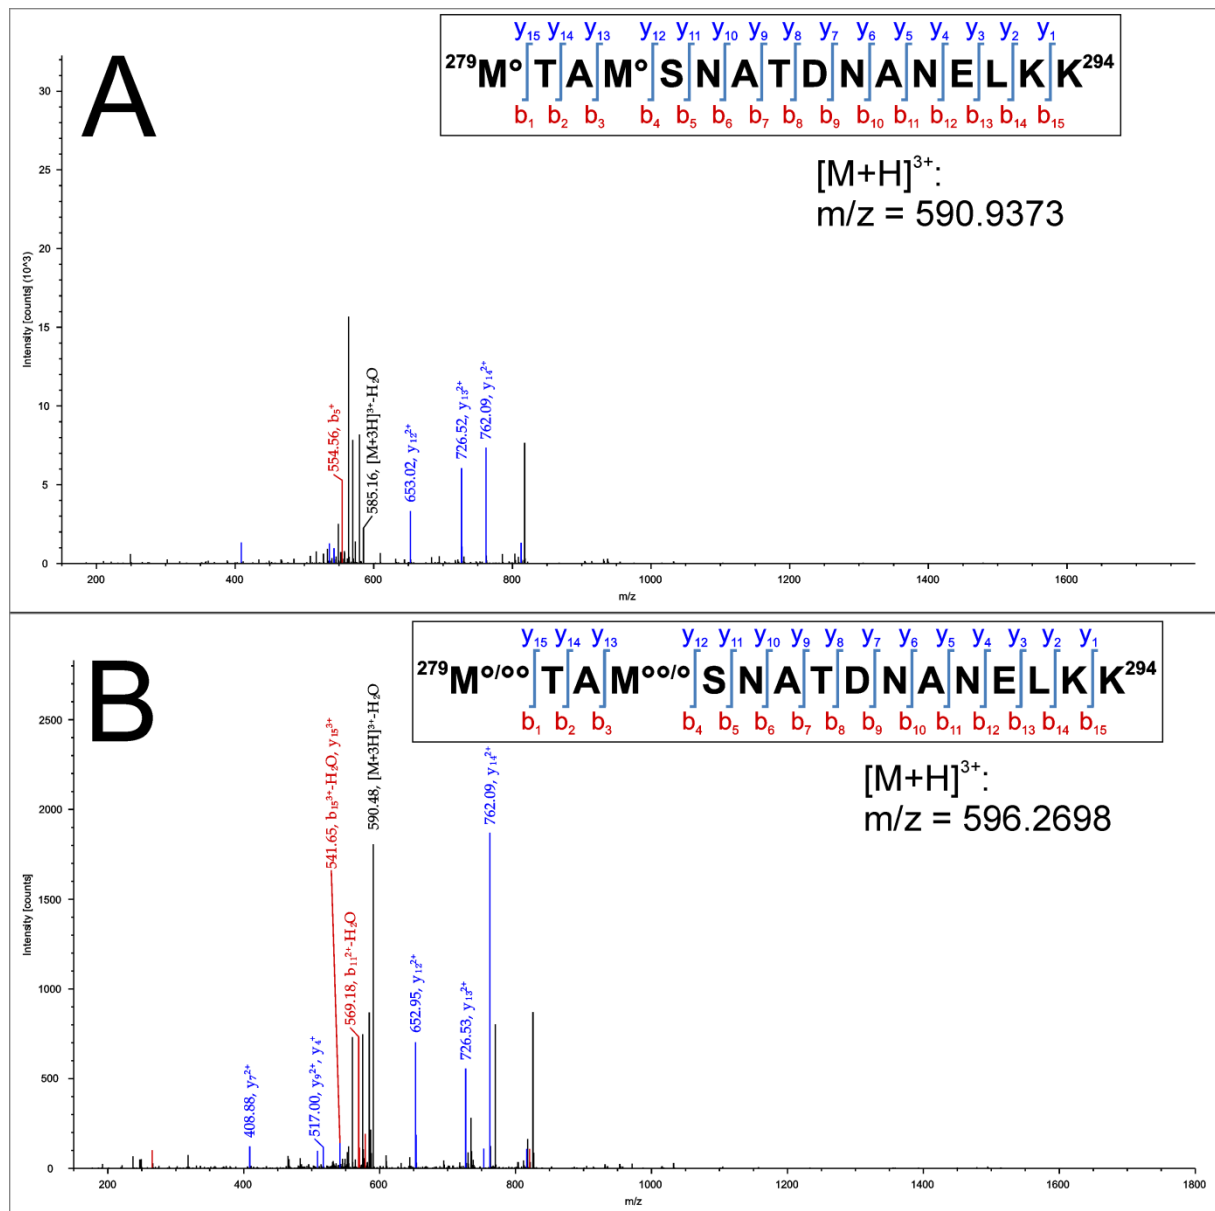 A
y₁₅ y₁₄ y₁₃ y₁₂ y₁₁ y₁₀ y₉ y₈ y₇ y₆ y₅ y₄ y₃ y₂ y₁
²⁷⁹M°TAM°SNATDNANELKK²⁹⁴
b₁ b₂ b₃ b₄ b₅ b₆ b₇ b₈ b₉ b₁₀ b₁₁ b₁₂ b₁₃ b₁₄ b₁₅
[M+H]³⁺:
m/z = 590.9373
Intensity [counts] (10^3)
30
25
20
15
10
5
0
554.56, b₅⁺
585.16, [M+3H]³⁺-H₂O
653.02, y₁₂²⁺
726.52, y₁₃²⁺
762.09, y₁₄²⁺
200 400 600 800 1000 1200 1400 1600
m/z
B
y₁₅ y₁₄ y₁₃ y₁₂ y₁₁ y₁₀ y₉ y₈ y₇ y₆ y₅ y₄ y₃ y₂ y₁
²⁷⁹M°/°°TAM°°/°SNATDNANELKK²⁹⁴
b₁ b₂ b₃ b₄ b₅ b₆ b₇ b₈ b₉ b₁₀ b₁₁ b₁₂ b₁₃ b₁₄ b₁₅
[M+H]³⁺:
m/z = 596.2698
Intensity [counts]
2500
2000
1500
1000
500
0
408.88, y₇²⁺
517.00, y₉²⁺, y₄⁺
541.65, b₁₅³⁺-H₂O, y₁₅³⁺
569.18, b₁₁²⁺-H₂O
590.48, [M+3H]³⁺-H₂O
652.95, y₁₂²⁺
726.53, y₁₃²⁺
762.09, y₁₄²⁺
200 400 600 800 1000 1200 1400 1600 1800
m/z